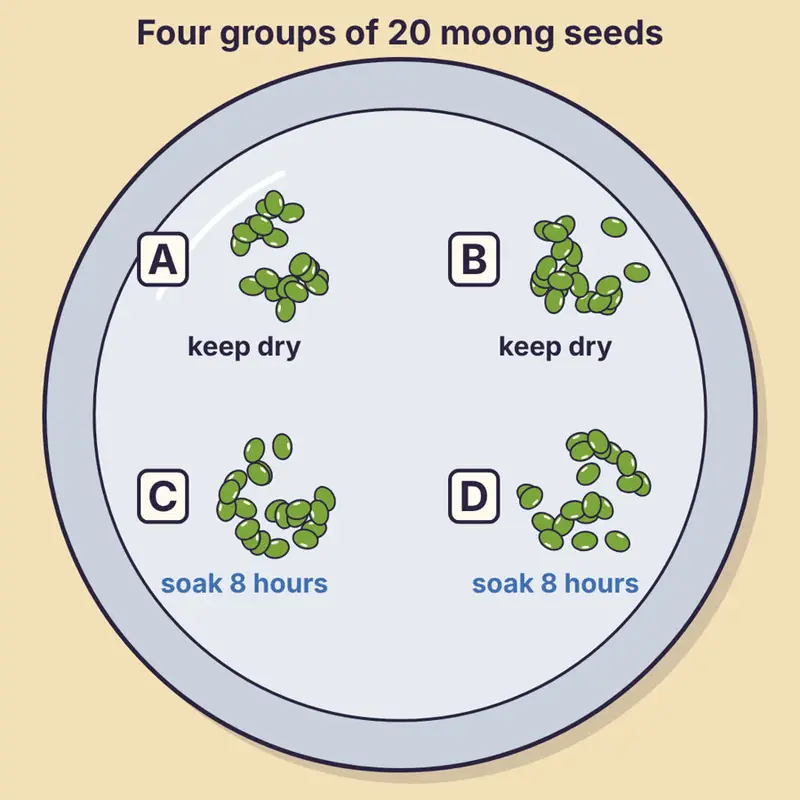 Four groups of 20 moong seeds
A
B
keep dry
keep dry
C
D
soak 8 hours
soak 8 hours